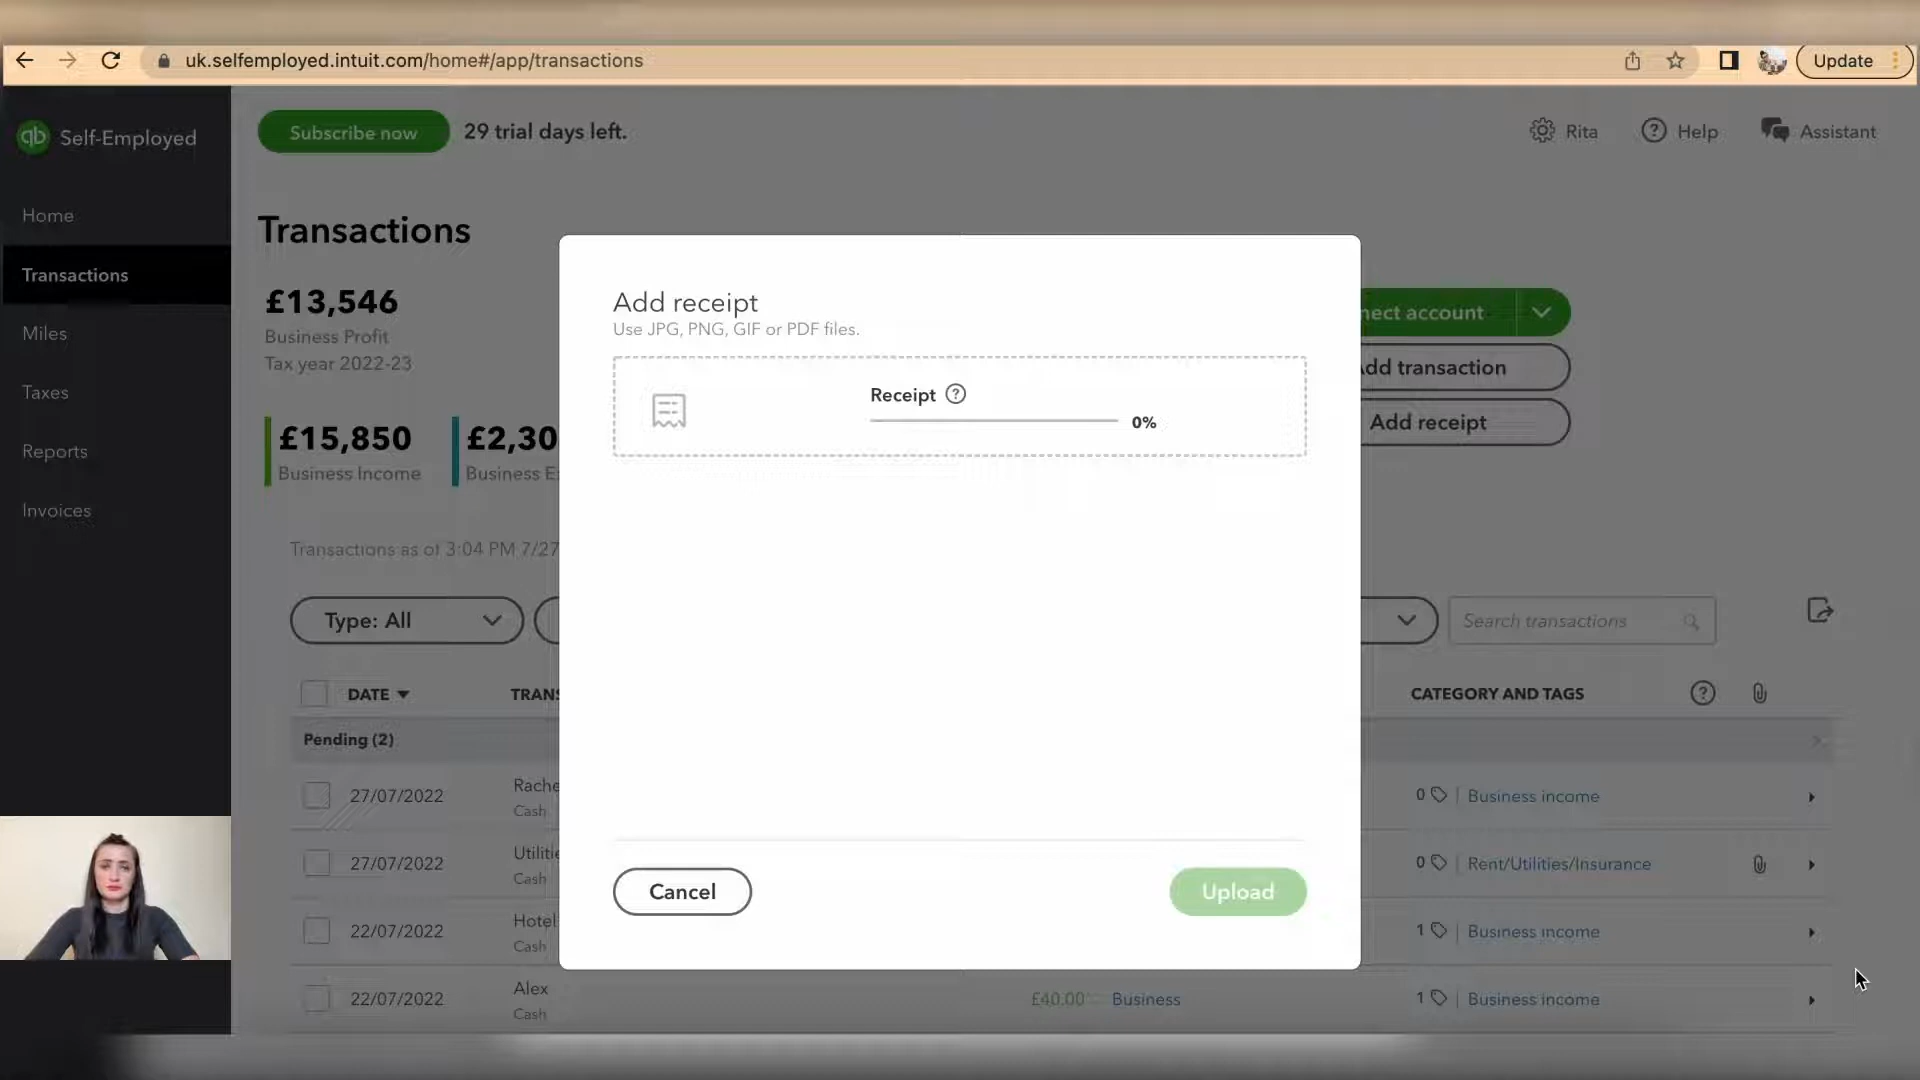 uk.selfemployed.intuit.com/home#/app/transactions
Update
qb Self-Employed
Subscribe now
29 trial days left.
Rita
Help
Assistant
Home
Transactions
Miles
Taxes
Reports
Invoices
Transactions
£13,546
Business Profit
Tax year 2022-23
£15,850
Business Income
£2,30
Business E
nect account
dd transaction
Add receipt
Transactions as of 3:04 PM 7/27
Type: All
Search transactions
DATE
TRANS
CATEGORY AND TAGS
Pending (2)
27/07/2022
Rache
Cash
0 | Business income
27/07/2022
Utilitie
Cash
0 | Rent/Utilities/Insurance
22/07/2022
Hotel
Cash
1 | Business income
22/07/2022
Alex
Cash
£40.00
Business
1 | Business income
Add receipt
Use JPG, PNG, GIF or PDF files.
Receipt
0%
Cancel
Upload